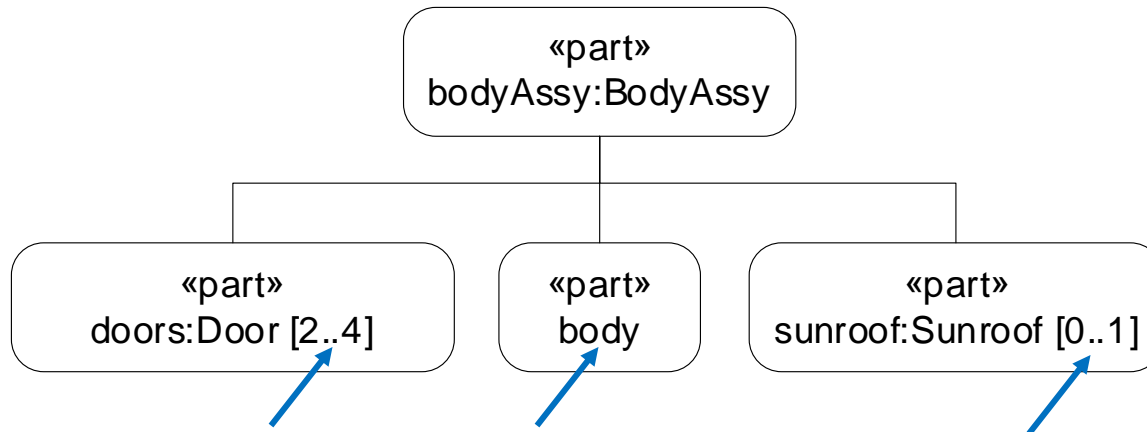 «part»
bodyAssy:BodyAssy
«part»
doors:Door [2..4]
«part»
body
«part»
sunroof:Sunroof [0..1]